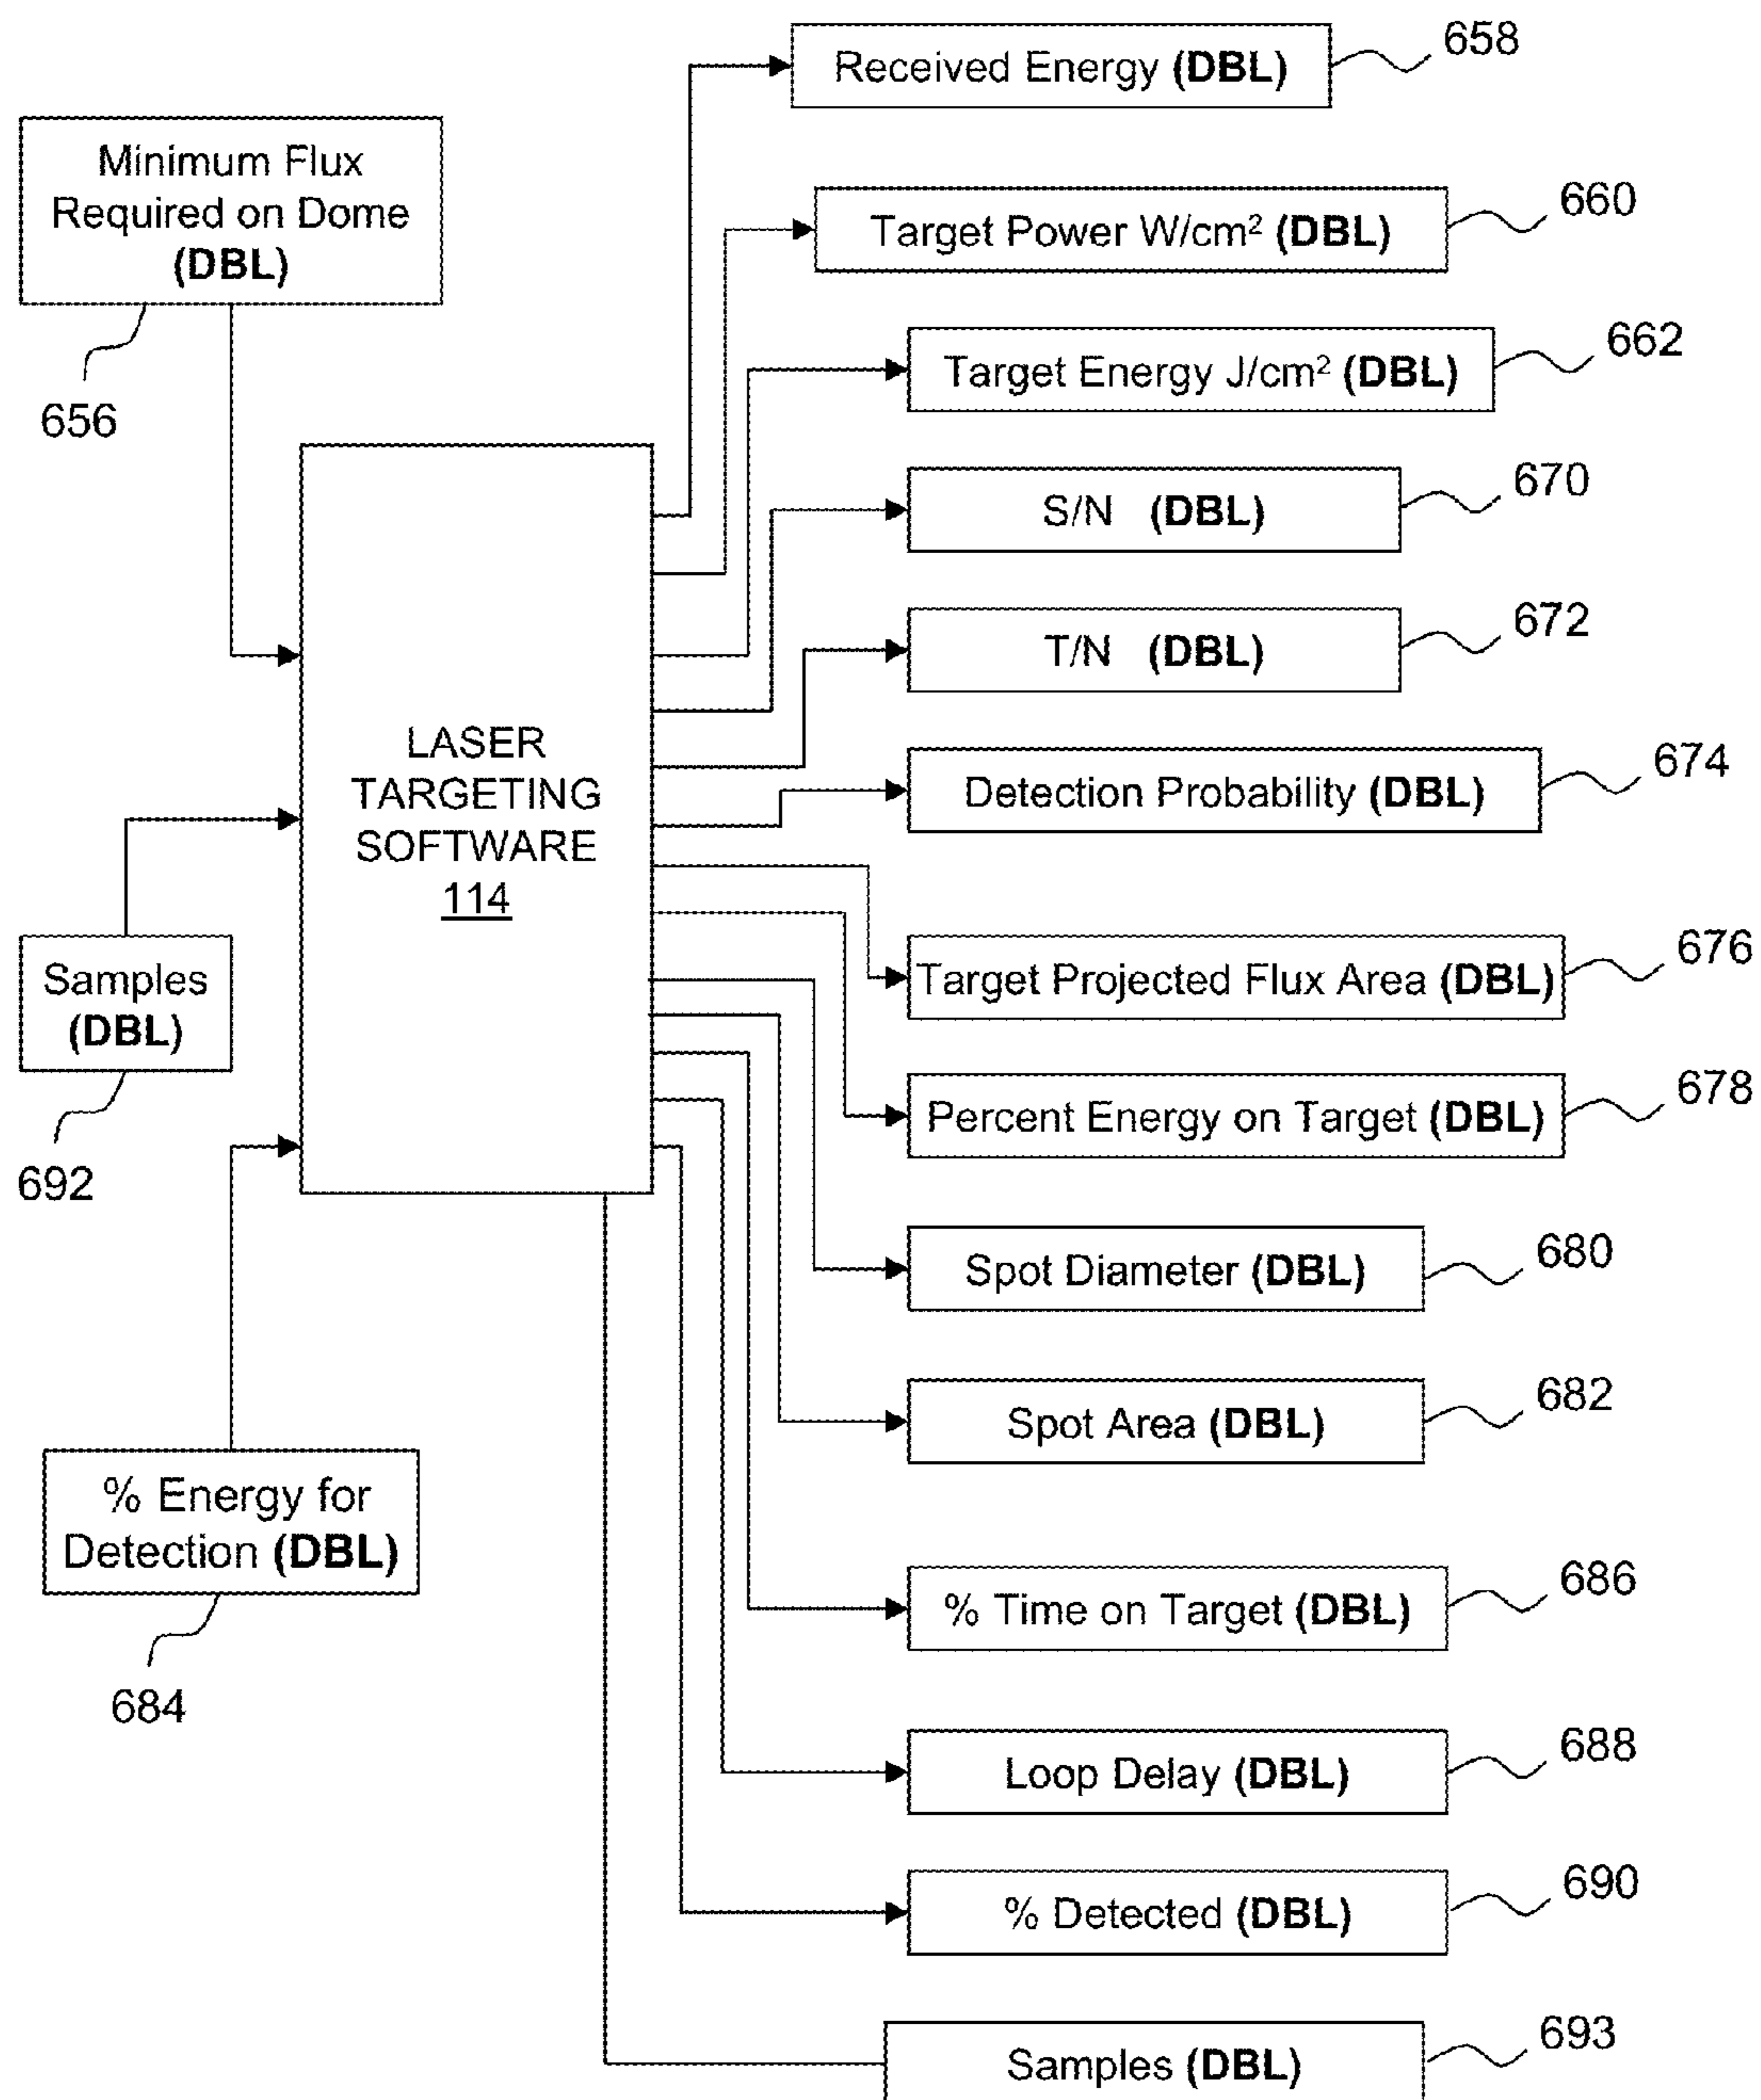 Received Energy (DBL)
658
Minimum Flux
Required on Dome
(DBL)
656
Target Power W/cm² (DBL)
660
Target Energy J/cm² (DBL)
662
S/N (DBL)
670
T/N (DBL)
672
LASER
TARGETING
SOFTWARE
114
Detection Probability (DBL)
674
Samples
(DBL)
692
Target Projected Flux Area (DBL)
676
Percent Energy on Target (DBL)
678
Spot Diameter (DBL)
680
Spot Area (DBL)
682
% Energy for
Detection (DBL)
684
% Time on Target (DBL)
686
Loop Delay (DBL)
688
% Detected (DBL)
690
Samples (DBL)
693